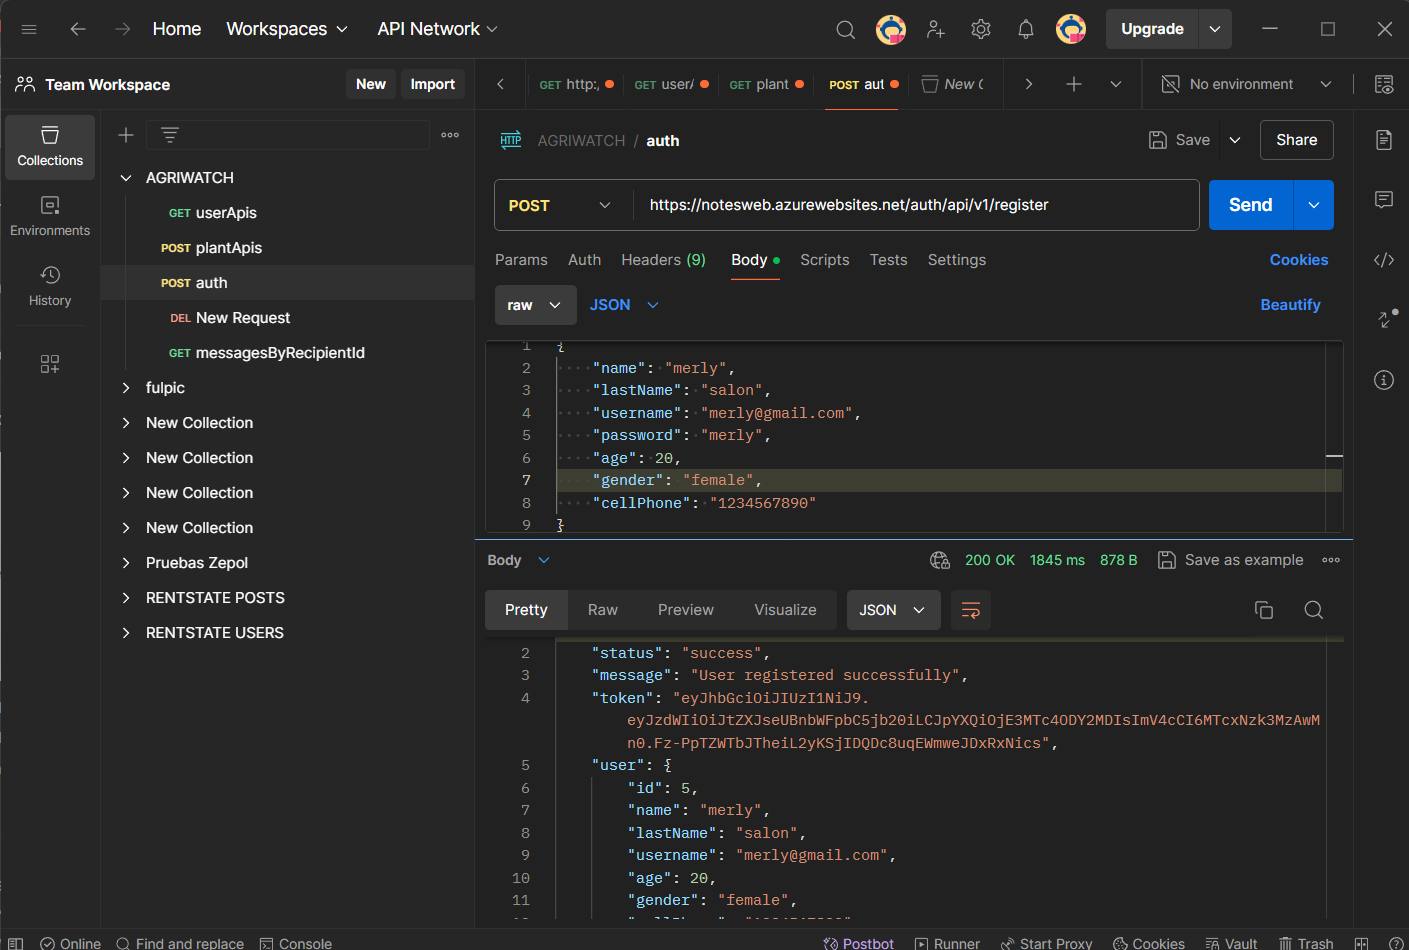 Home
Workspaces
API Network
Upgrade
Team Workspace
New
Import
GET http:/
GET user/
GET plant
POST aut
New C
No environment
Collections
Environments
History
AGRIWATCH
GET userApis
POST plantApis
POST auth
DEL New Request
GET messagesByRecipientId
fulpic
New Collection
New Collection
New Collection
New Collection
Pruebas Zepol
RENTSTATE POSTS
RENTSTATE USERS
HTTP AGRIWATCH / auth
Save
Share
POST
https://notesweb.azurewebsites.net/auth/api/v1/register
Send
Params Auth Headers (9) Body Scripts Tests Settings
Cookies
raw JSON
Beautify
1 {
2 "name": "merly",
3 "lastName": "salon",
4 "username": "merly@gmail.com",
5 "password": "merly",
6 "age": 20,
7 "gender": "female",
8 "cellPhone": "1234567890"
9 }
Body
200 OK 1845 ms 878 B
Save as example
Pretty Raw Preview Visualize JSON
2 "status": "success",
3 "message": "User registered successfully",
4 "token": "eyJhbGciOiJIUzI1NiJ9.
eyJzdWIiOiJtZXJseUBnbWFpbC5jb20iLCJpYXQiOjE3MTc4ODY2MDIsImV4cCI6MTcxNzk3MzAwM
n0.Fz-PpTZWTbJTheiL2yKSjIDQDc8uqEWmweJDxRxNics",
5 "user": {
6 "id": 5,
7 "name": "merly",
8 "lastName": "salon",
9 "username": "merly@gmail.com",
10 "age": 20,
11 "gender": "female",
Online
Find and replace
Console
Postbot
Runner
Start Proxy
Cookies
Vault
Trash